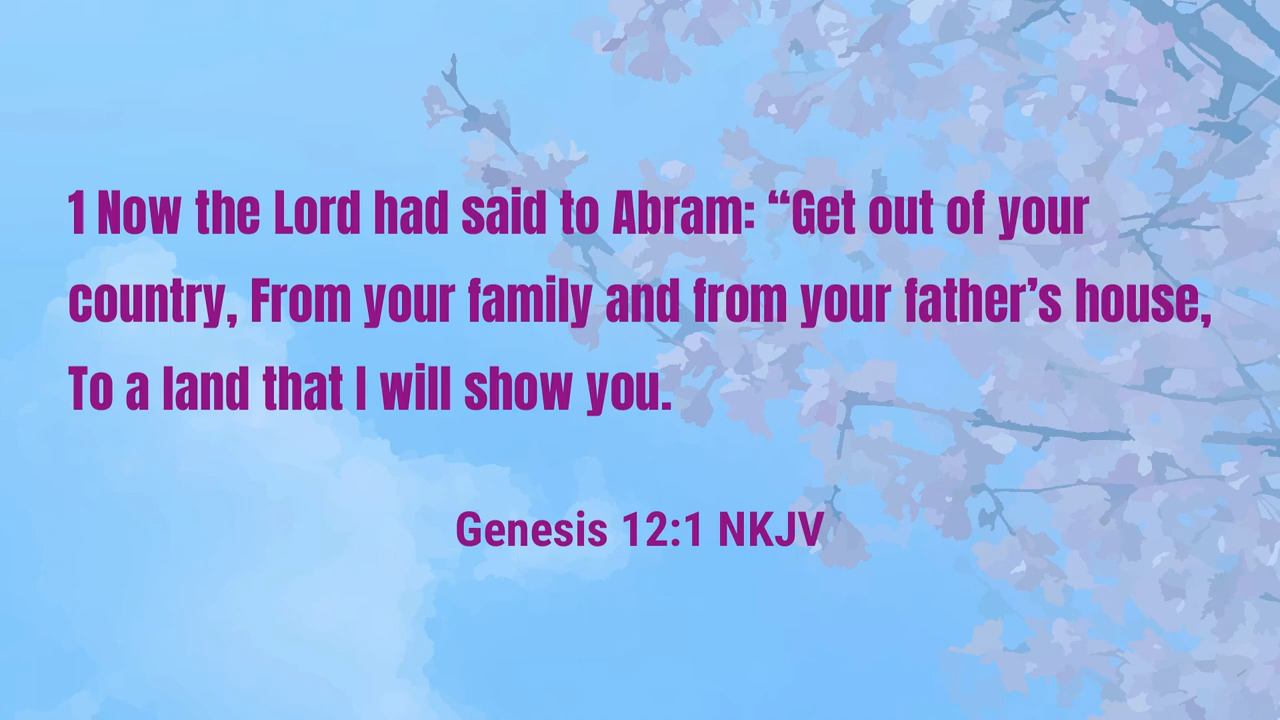 1 Now the Lord had said to Abram: “Get out of your
country, From your family and from your father’s house,
To a land that I will show you.
Genesis 12:1 NKJV